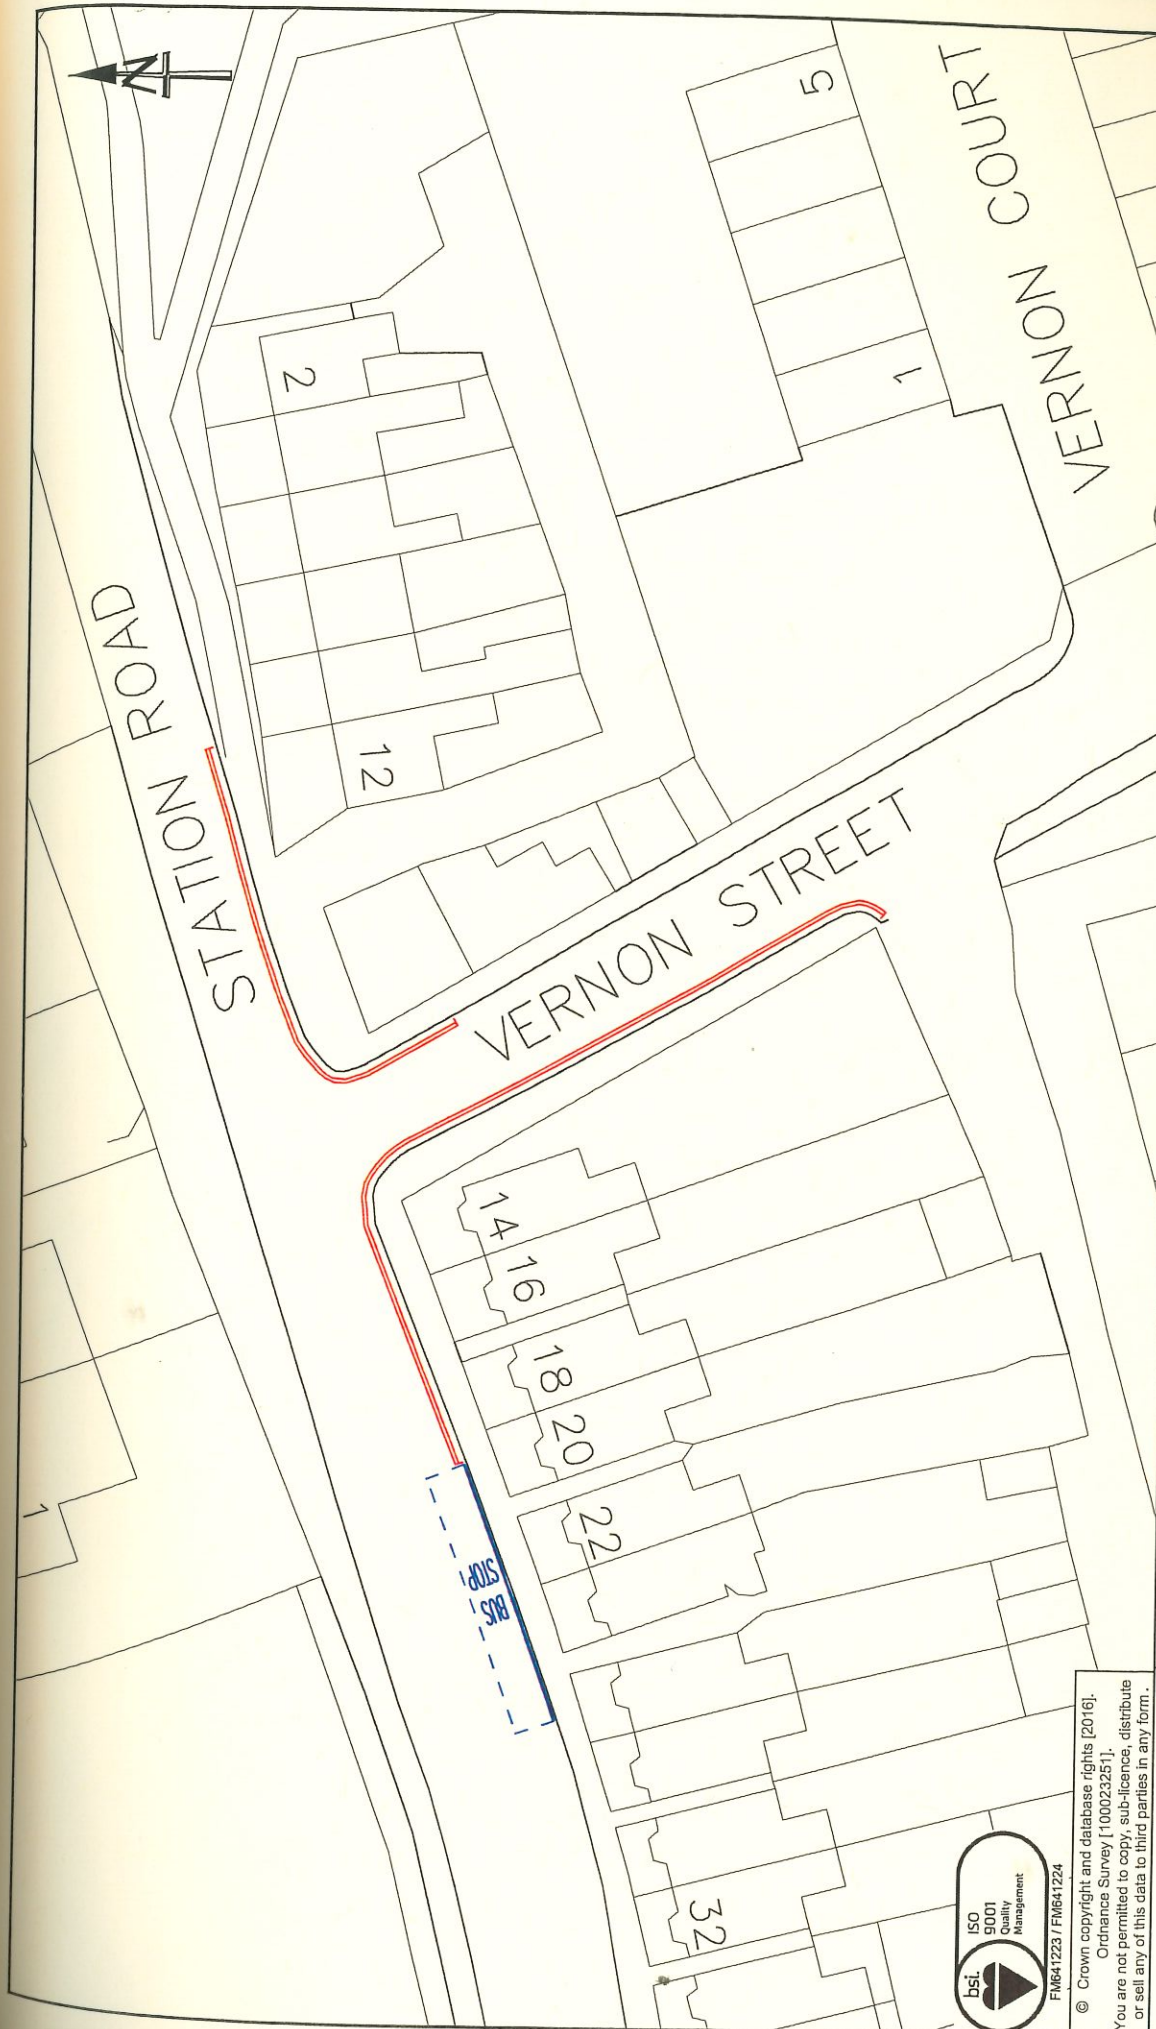 N
VERNON COURT
5
1
2
12
STATION ROAD
VERNON STREET
14
16
18
20
22
32
1
BUS
STOP
bsi.
ISO
9001
Quality
Management
FM641223 / FM641224
© Crown copyright and database rights [2016].
Ordnance Survey [100023251].
You are not permitted to copy, sub-licence, distribute
or sell any of this data to third parties in any form.